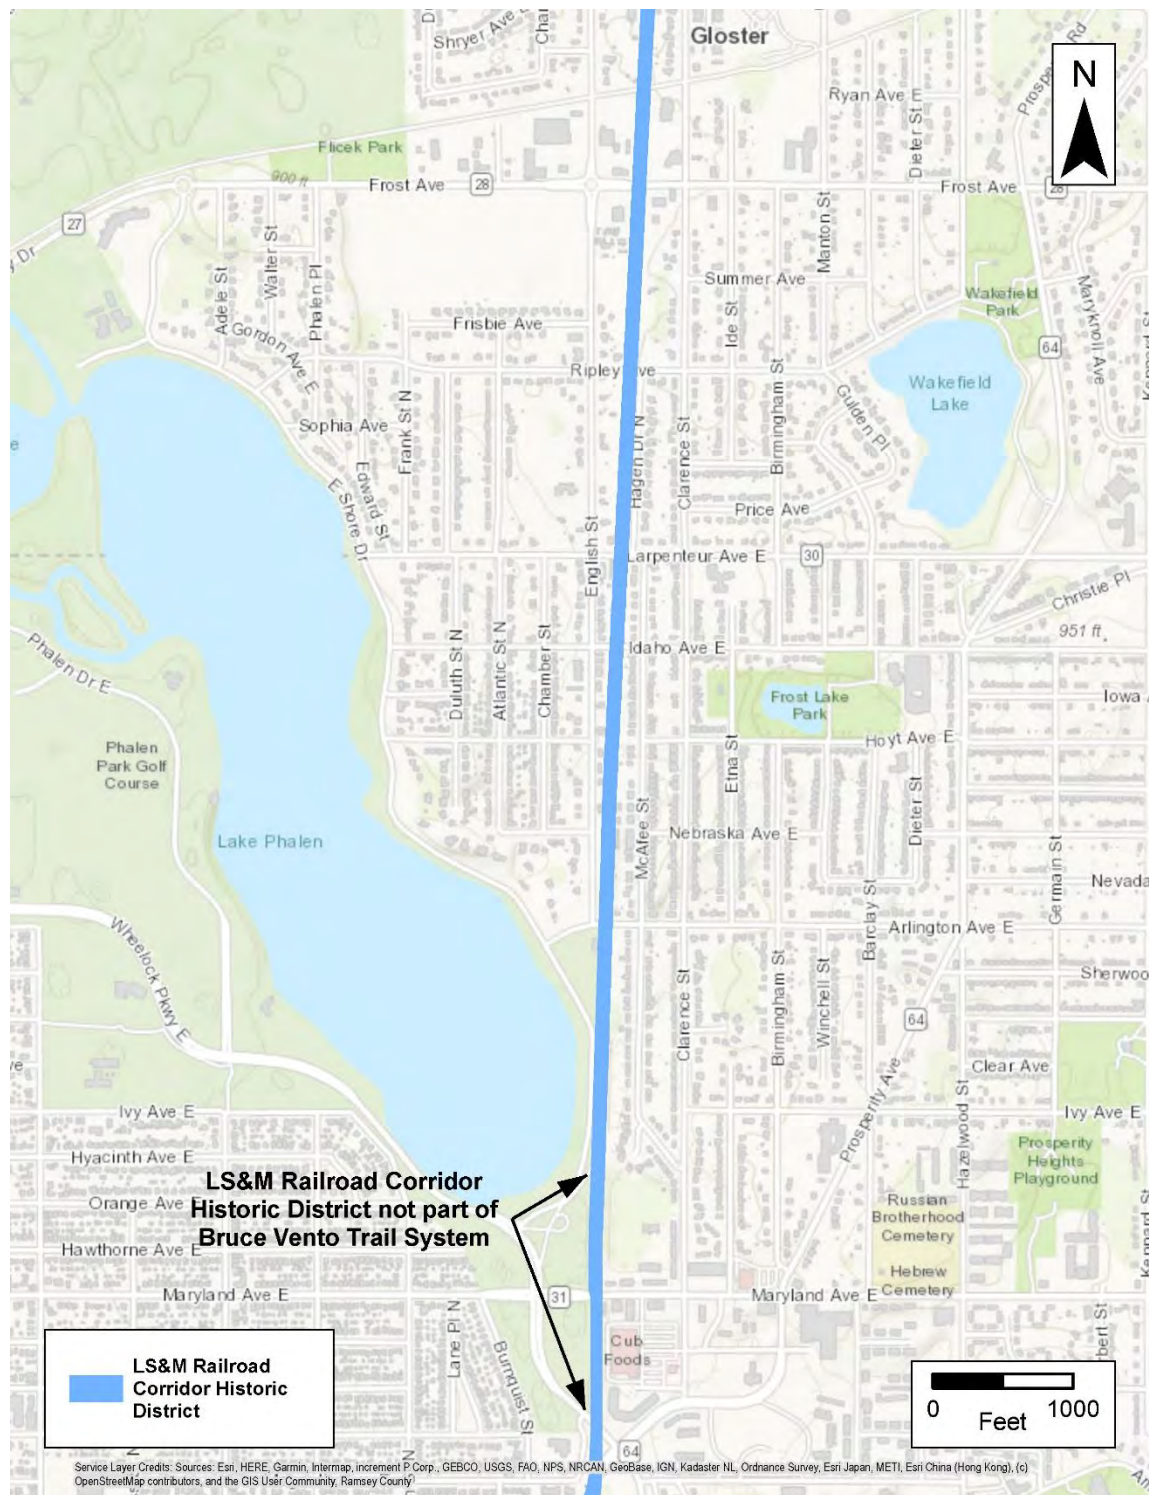 Gloster
Shryer Ave
N
Ryan Ave E
Dieter St
Flicek Park
900 ft
Frost Ave
28
Frost Ave
28
27
y Dr
Adele St
Walter St
Phalen Pl
Manton St
Summer Ave
Ide St
Wakefield
Park
Maryknoll Ave
Gordon Ave E
Frisbie Ave
64
Ripley Ave
Wakefield
Lake
Frank St N
Sophia Ave
Edward St
E Shore Dr
Hagen Dr N
Clarence St
Birmingham St
Gulden Pl
Price Ave
English St
Larpenteur Ave E
30
Christie Pl
951 ft
Phalen Dr E
Duluth St N
Atlantic St N
Chamber St
Idaho Ave E
Frost Lake
Park
Iowa
Etna St
Hoyt Ave E
Phalen
Park Golf
Course
Lake Phalen
McAfee St
Nebraska Ave E
Dieter St
Germain St
Nevada
Barclay St
Arlington Ave E
Wheelock Pkwy E
Clarence St
Birmingham St
Winchell St
Sherwoo
64
Clear Ave
Prosperity Ave
Hazelwood St
Ivy Ave E
Ivy Ave E
Hyacinth Ave E
Prosperity
Heights
Playground
LS&M Railroad Corridor
Historic District not part of
Bruce Vento Trail System
Orange Ave E
Hawthorne Ave E
Russian
Brotherhood
Cemetery
Hebrew
Cemetery
Kennard St
Maryland Ave E
31
Maryland Ave E
Lane Pl N
Burnquist St
Cub
Foods
rbert St
LS&M Railroad
Corridor Historic
District
0 1000
Feet
64
Service Layer Credits: Sources: Esri, HERE, Garmin, Intermap, increment P Corp., GEBCO, USGS, FAO, NPS, NRCAN, GeoBase, IGN, Kadaster NL, Ordnance Survey, Esri Japan, METI, Esri China (Hong Kong), (c)
OpenStreetMap contributors, and the GIS User Community, Ramsey County